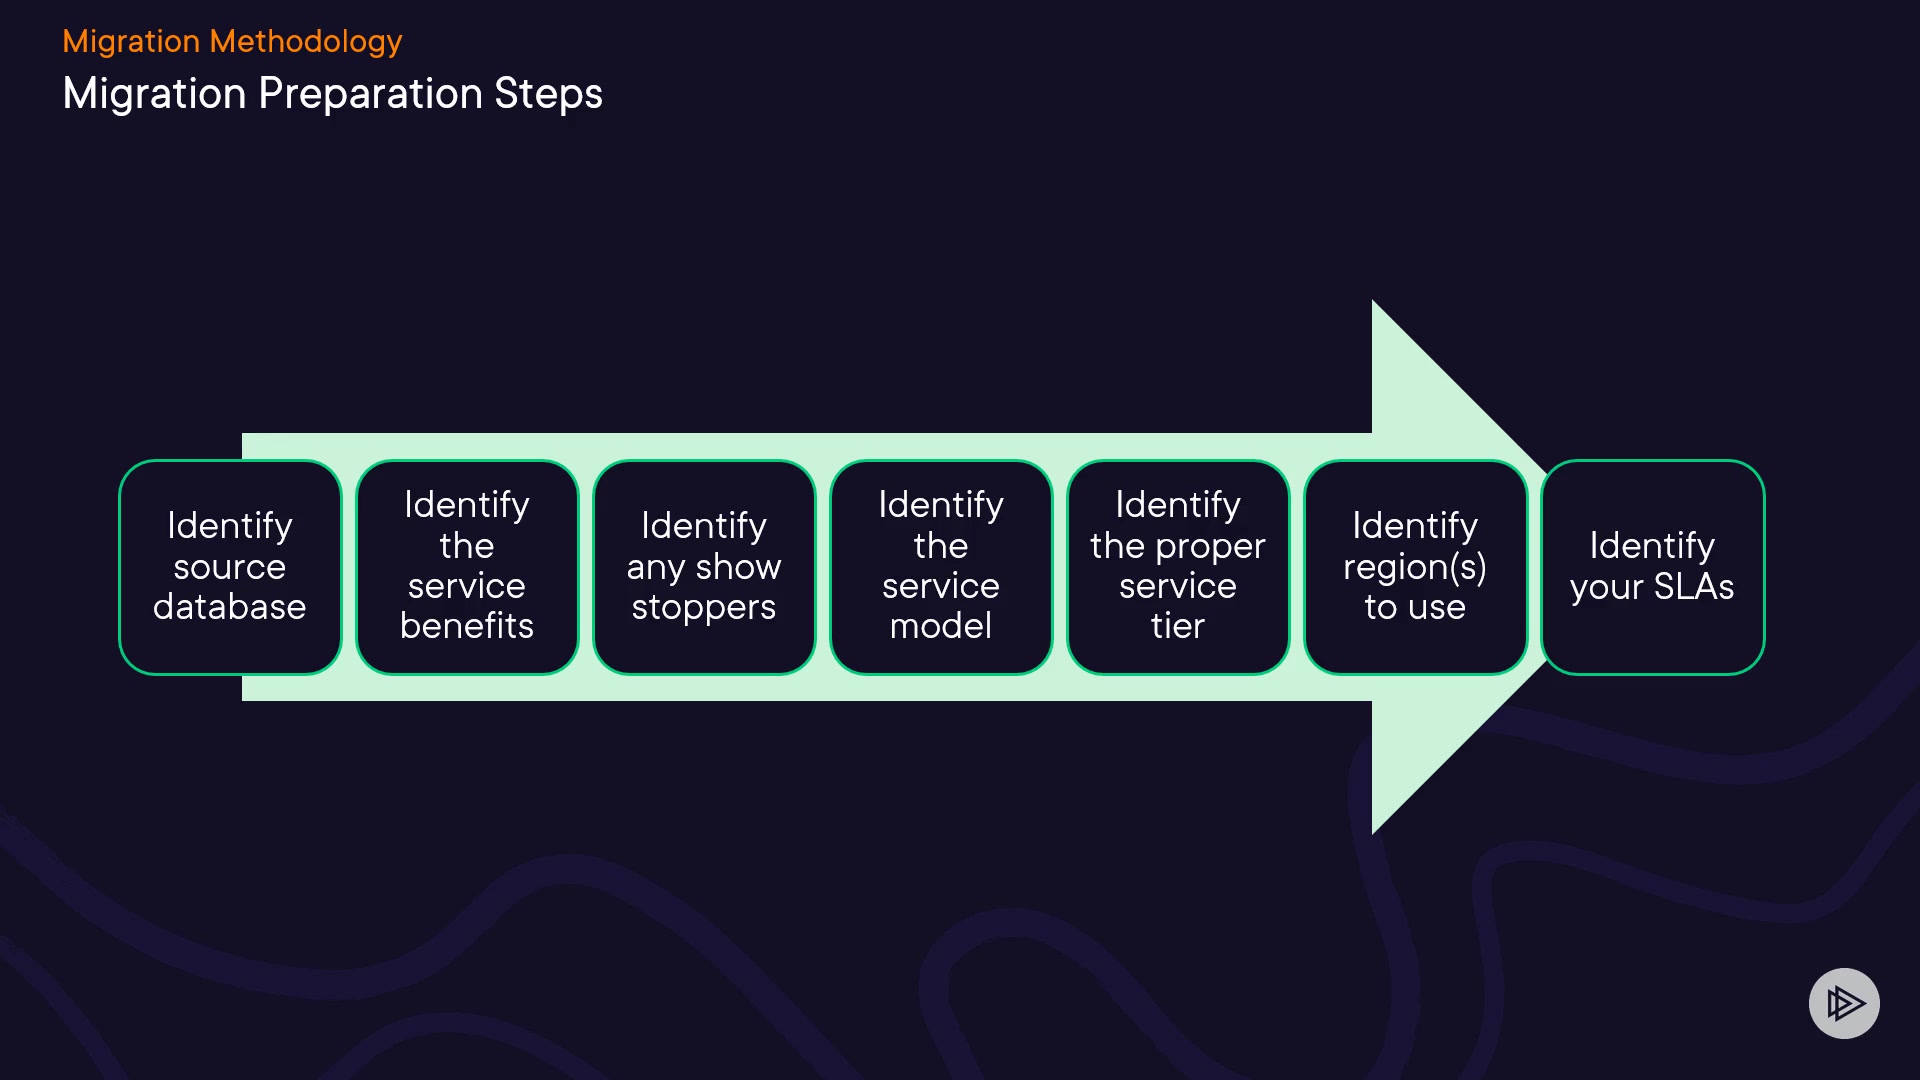 Migration Methodology
Migration Preparation Steps
Identify
source
database
Identify
the
service
benefits
Identify
any show
stoppers
Identify
the
service
model
Identify
the proper
service
tier
Identify
region(s)
to use
Identify
your SLAs